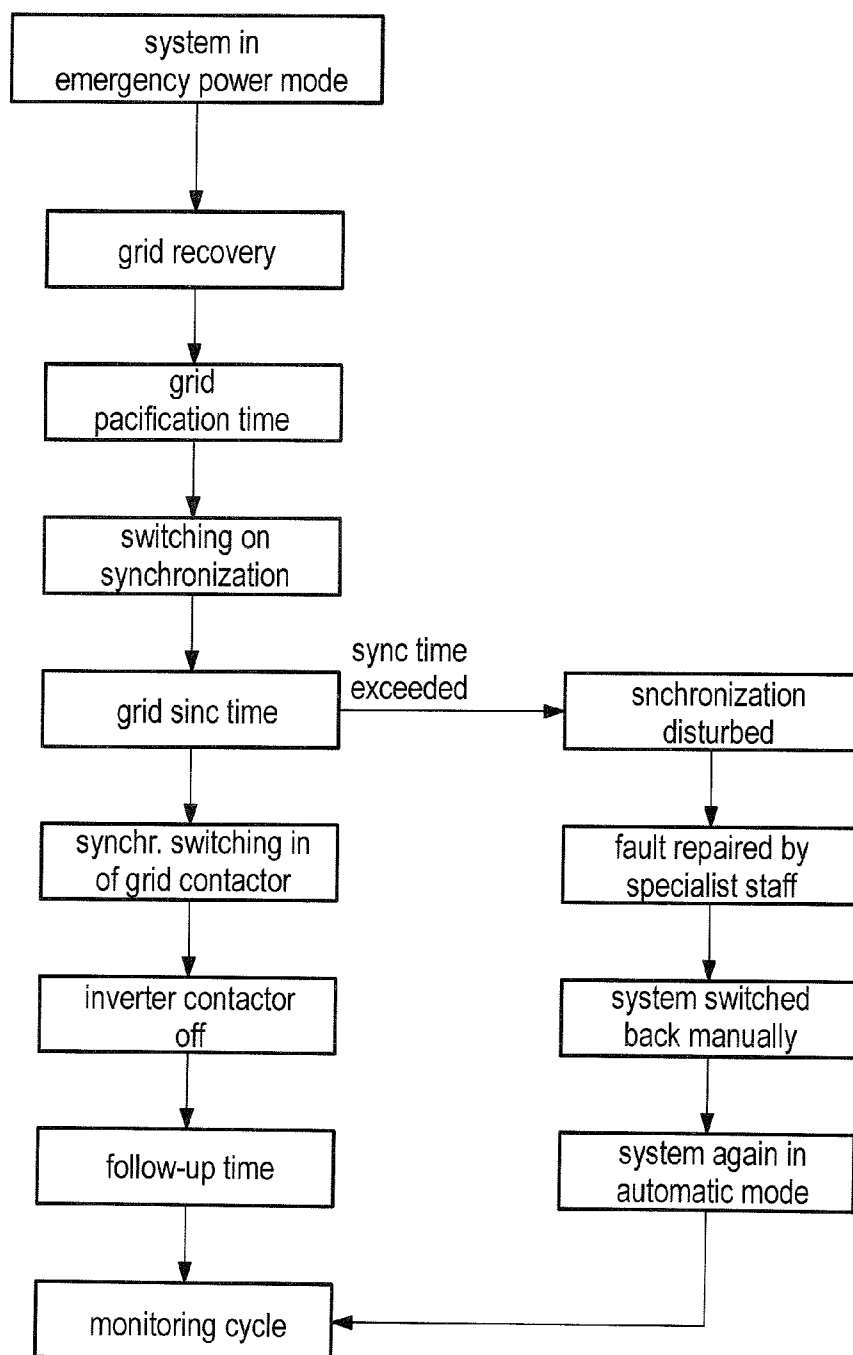 system in
emergency power mode
grid recovery
grid
pacification time
switching on
synchronization
grid sinc time
sync time
exceeded
snchronization
disturbed
synchr. switching in
of grid contactor
fault repaired by
specialist staff
inverter contactor
off
system switched
back manually
follow-up time
system again in
automatic mode
monitoring cycle